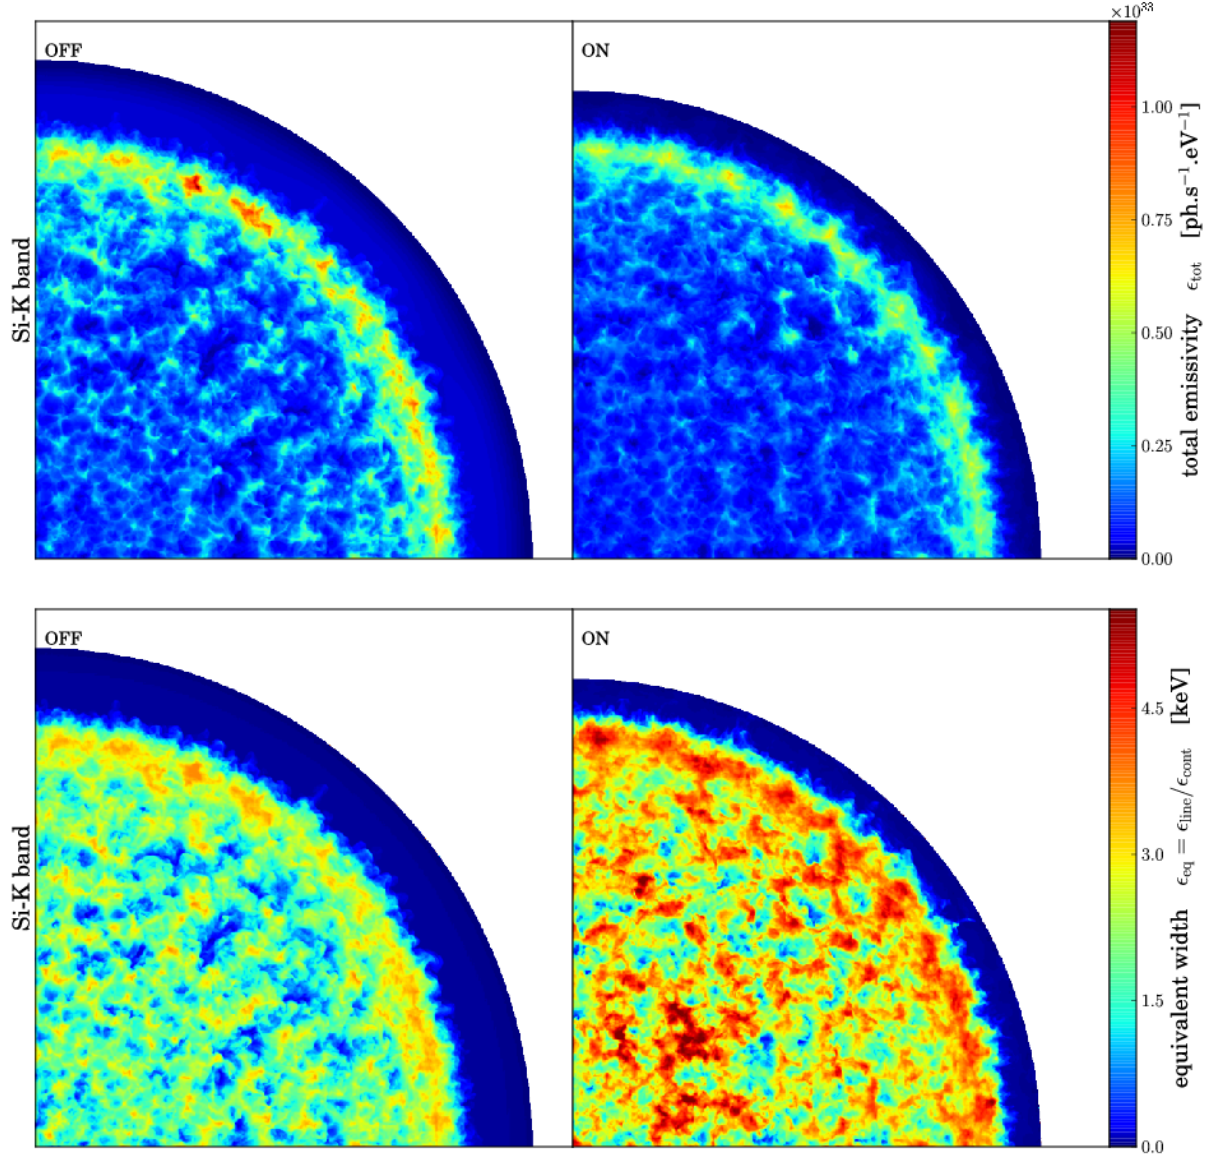 ×10³³
OFF
ON
Si-K band
1.00
0.75
0.50
0.25
0.00
total emissivity ϵ_tot [ph.s⁻¹.eV⁻¹]
OFF
ON
Si-K band
4.5
3.0
1.5
0.0
equivalent width ϵ_eq = ϵ_line/ϵ_cont [keV]